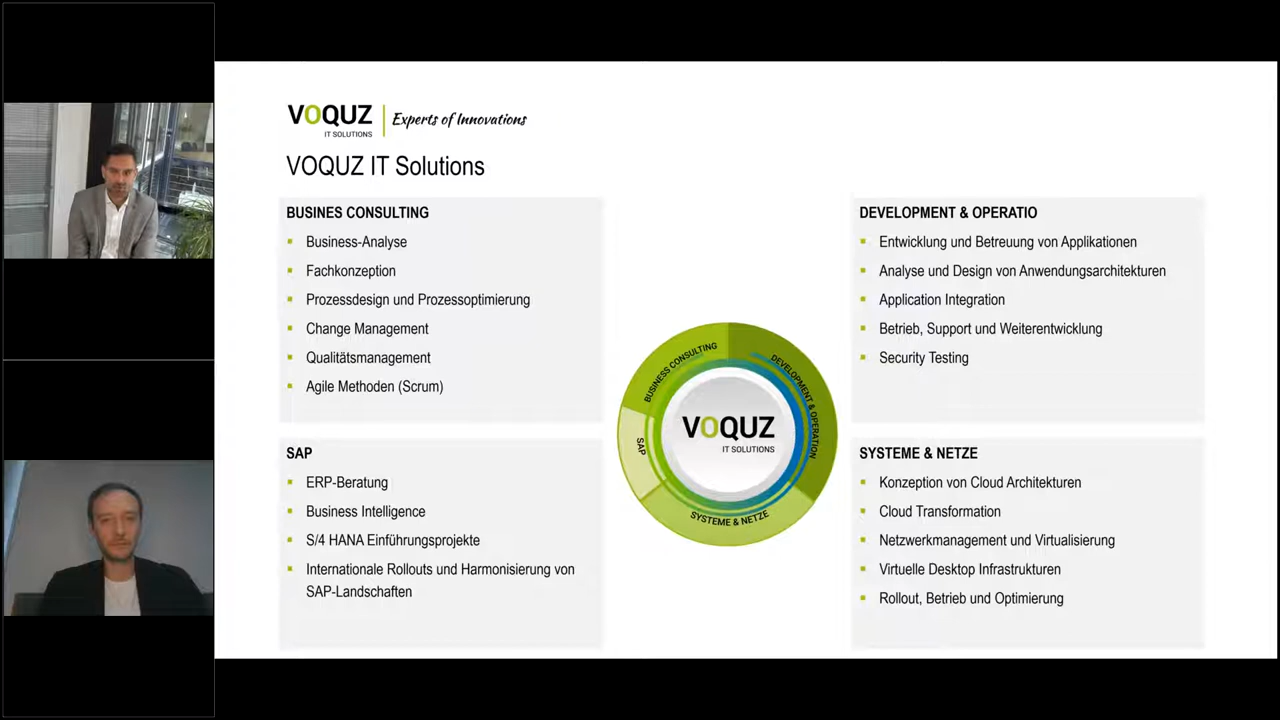 VOQUZ
IT SOLUTIONS
Experts of Innovations
VOQUZ IT Solutions
BUSINES CONSULTING
Business-Analyse
Fachkonzeption
Prozessdesign und Prozessoptimierung
Change Management
Qualitätsmanagement
Agile Methoden (Scrum)
DEVELOPMENT & OPERATIO
Entwicklung und Betreuung von Applikationen
Analyse und Design von Anwendungsarchitekturen
Application Integration
Betrieb, Support und Weiterentwicklung
Security Testing
BUSINESS CONSULTING
DEVELOPMENT & OPERATION
SAP
SYSTEME & NETZE
VOQUZ
IT SOLUTIONS
SAP
ERP-Beratung
Business Intelligence
S/4 HANA Einführungsprojekte
Internationale Rollouts und Harmonisierung von
SAP-Landschaften
SYSTEME & NETZE
Konzeption von Cloud Architekturen
Cloud Transformation
Netzwerkmanagement und Virtualisierung
Virtuelle Desktop Infrastrukturen
Rollout, Betrieb und Optimierung